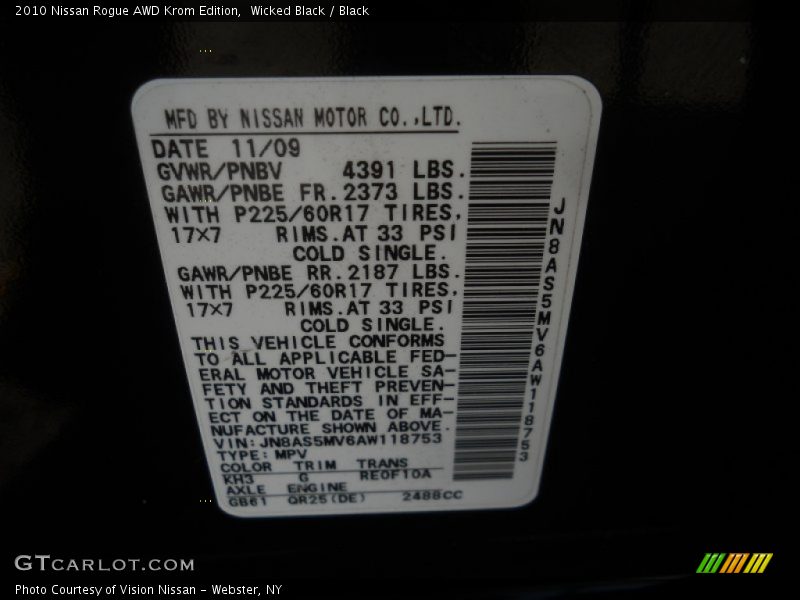 2010 Nissan Rogue AWD Krom Edition,  Wicked Black / Black
MFD BY NISSAN MOTOR CO.,LTD.
DATE 11/09
GVWR/PNBV 4391 LBS.
GAWR/PNBE FR. 2373 LBS.
WITH P225/60R17 TIRES,
17×7 RIMS. AT 33 PSI
COLD SINGLE.
GAWR/PNBE RR. 2187 LBS.
WITH P225/60R17 TIRES,
17×7 RIMS. AT 33 PSI
COLD SINGLE.
THIS VEHICLE CONFORMS
TO ALL APPLICABLE FED-
ERAL MOTOR VEHICLE SA-
FETY AND THEFT PREVEN-
TION STANDARDS IN EFF-
ECT ON THE DATE OF MA-
NUFACTURE SHOWN ABOVE.
VIN: JN8AS5MV6AW118753
TYPE: MPV
COLOR TRIM TRANS
KH3 G RE0F10A
AXLE ENGINE
GB61 QR25(DE) 2488CC
JN8AS5MV6AW118753
GTCARLOT.COM
Photo Courtesy of Vision Nissan - Webster, NY